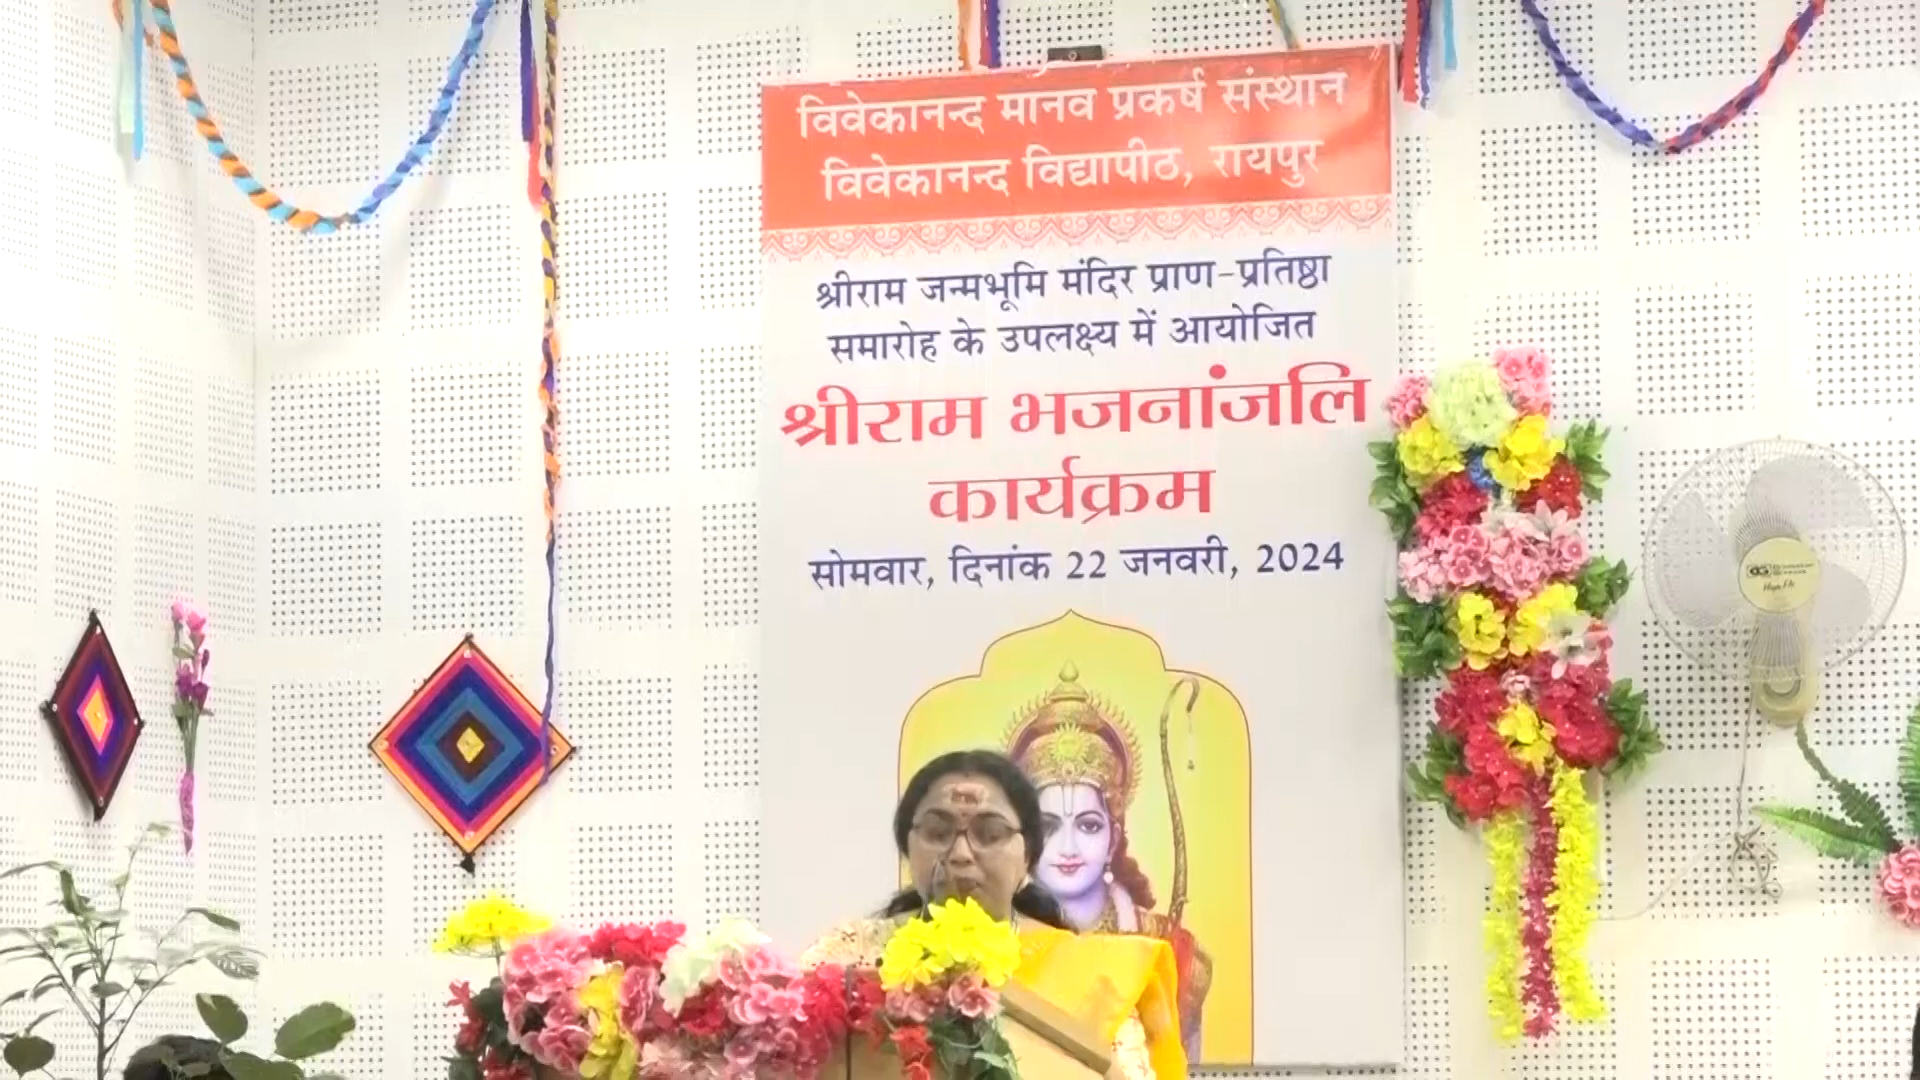 विवेकानन्द मानव प्रकर्ष संस्थान
विवेकानन्द विद्यापीठ, रायपुर
श्रीराम जन्मभूमि मंदिर प्राण-प्रतिष्ठा
समारोह के उपलक्ष्य में आयोजित
श्रीराम भजनांजलि
कार्यक्रम
सोमवार, दिनांक 22 जनवरी, 2024